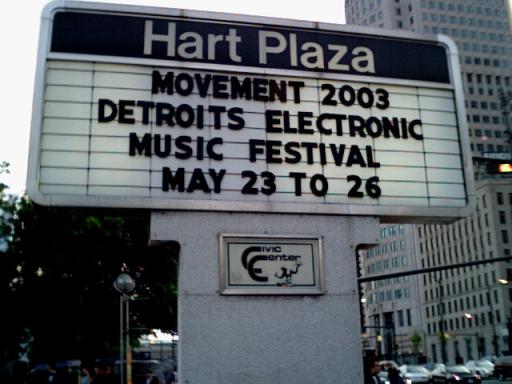 Hart Plaza
MOVEMENT 2003
DETROITS ELECTRONIC
MUSIC FESTIVAL
MAY 23 TO 26
Civic
Center